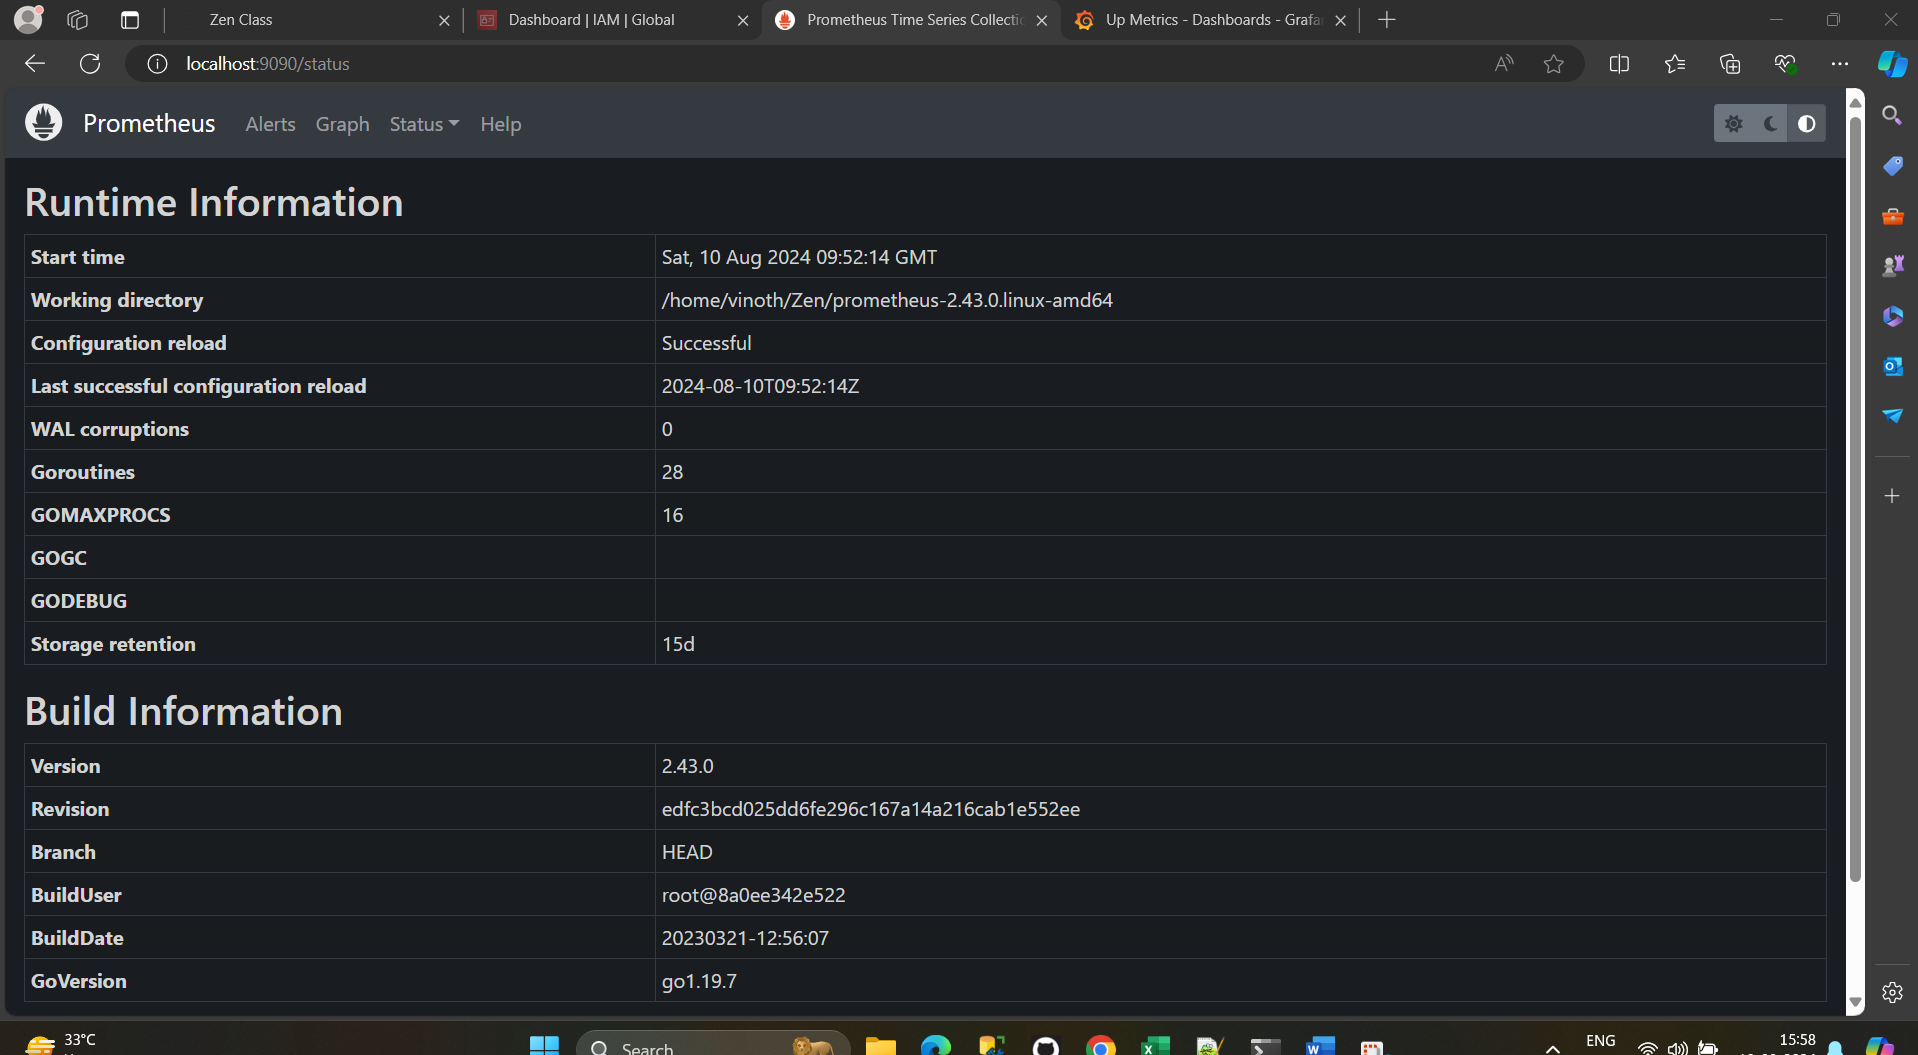 Zen Class
Dashboard | IAM | Global
Prometheus Time Series Collectio
Up Metrics - Dashboards - Grafan
localhost:9090/status
Prometheus Alerts Graph Status Help
Runtime Information
Start time Sat, 10 Aug 2024 09:52:14 GMT
Working directory /home/vinoth/Zen/prometheus-2.43.0.linux-amd64
Configuration reload Successful
Last successful configuration reload 2024-08-10T09:52:14Z
WAL corruptions 0
Goroutines 28
GOMAXPROCS 16
GOGC
GODEBUG
Storage retention 15d
Build Information
Version 2.43.0
Revision edfc3bcd025dd6fe296c167a14a216cab1e552ee
Branch HEAD
BuildUser root@8a0ee342e522
BuildDate 20230321-12:56:07
GoVersion go1.19.7
33°C
Search
ENG
15:58